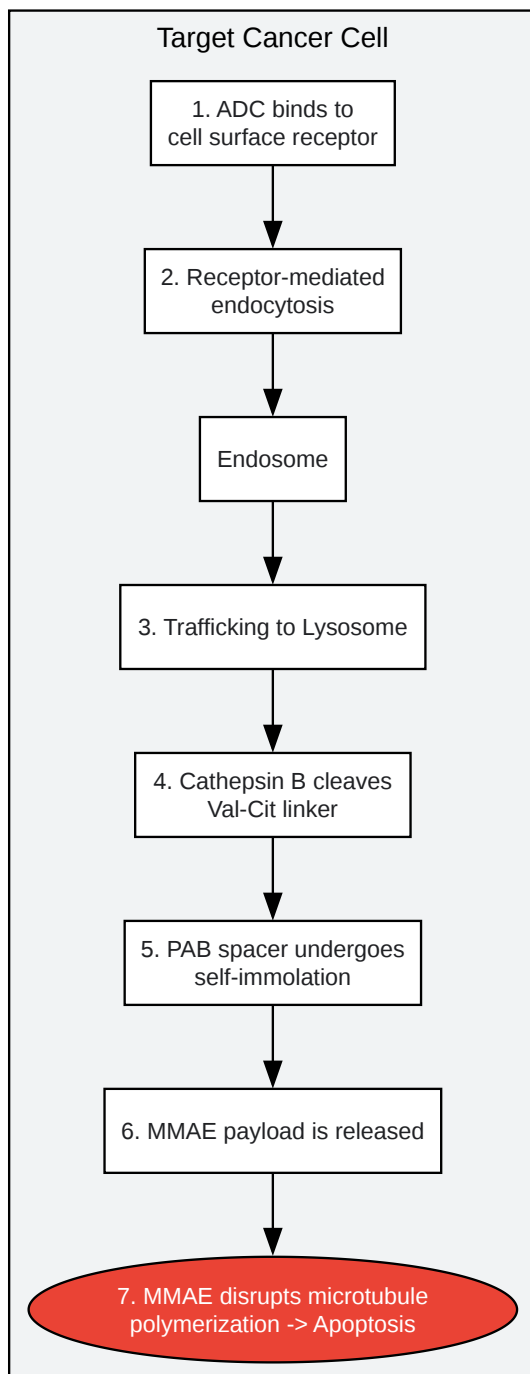 Target Cancer Cell
1. ADC binds to
cell surface receptor
2. Receptor-mediated
endocytosis
Endosome
3. Trafficking to Lysosome
4. Cathepsin B cleaves
Val-Cit linker
5. PAB spacer undergoes
self-immolation
6. MMAE payload is released
7. MMAE disrupts microtubule
polymerization -> Apoptosis